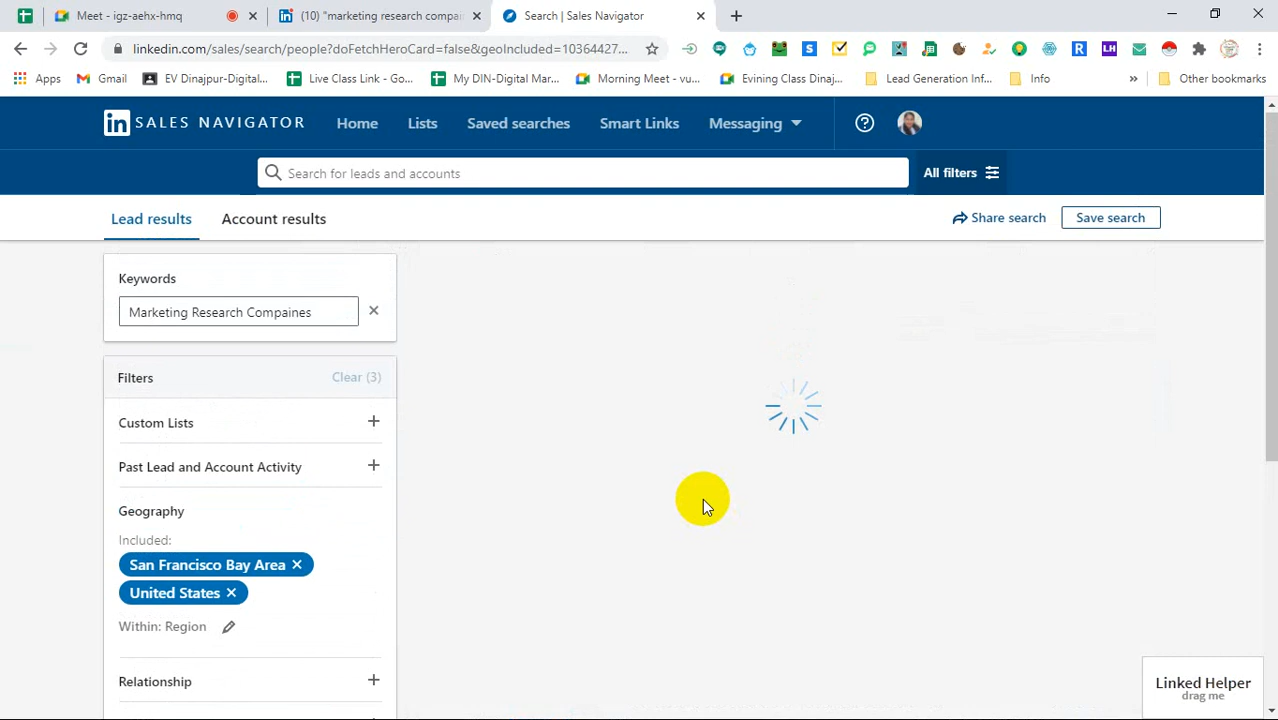 Meet - igz-aehx-hmq
(10) "marketing research compa
Search | Sales Navigator
linkedin.com/sales/search/people?doFetchHeroCard=false&geoIncluded=10364427...
Apps
Gmail
EV Dinajpur-Digital...
Live Class Link - Go...
My DIN-Digital Mar...
Morning Meet - vu...
Evining Class Dinaj...
Lead Generation Inf...
Info
»
Other bookmarks
in SALES NAVIGATOR
Home
Lists
Saved searches
Smart Links
Messaging
Search for leads and accounts
All filters
Lead results
Account results
Share search
Save search
Keywords
Marketing Research Compaines
Filters
Clear (3)
Custom Lists
Past Lead and Account Activity
Geography
Included:
San Francisco Bay Area
United States
Within: Region
Relationship
Linked Helper
drag me